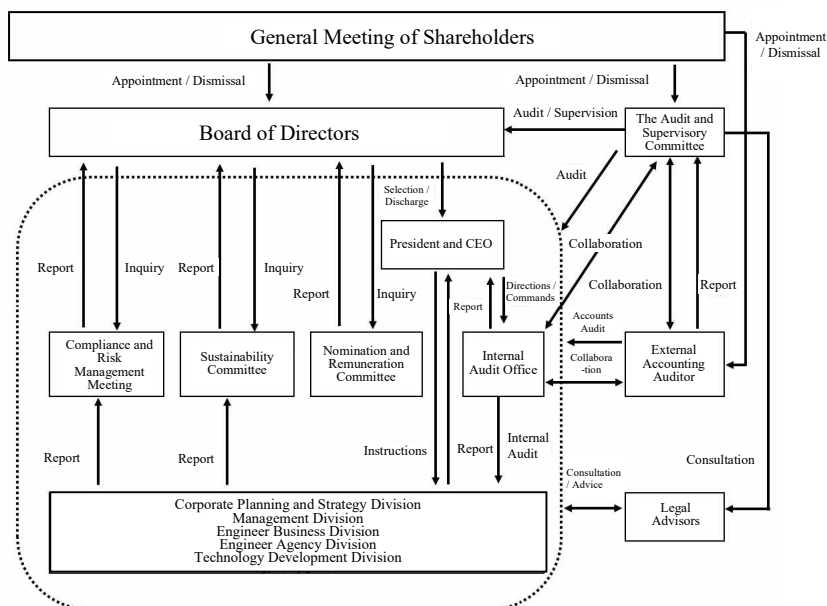 General Meeting of Shareholders
Appointment
/ Dismissal
Appointment / Dismissal
Appointment / Dismissal
Board of Directors
Audit / Supervision
The Audit and
Supervisory
Committee
Audit
Selection /
Discharge
President and CEO
Report
Inquiry
Report
Inquiry
Report
Inquiry
Report
Directions /
Commands
Collaboration
Collaboration
Report
Compliance and
Risk
Management
Meeting
Sustainability
Committee
Nomination and
Remuneration
Committee
Internal
Audit Office
Accounts
Audit
Collabora
-tion
External
Accounting
Auditor
Report
Report
Instructions
Report
Internal
Audit
Consultation
/ Advice
Consultation
Corporate Planning and Strategy Division
Management Division
Engineer Business Division
Engineer Agency Division
Technology Development Division
Legal
Advisors